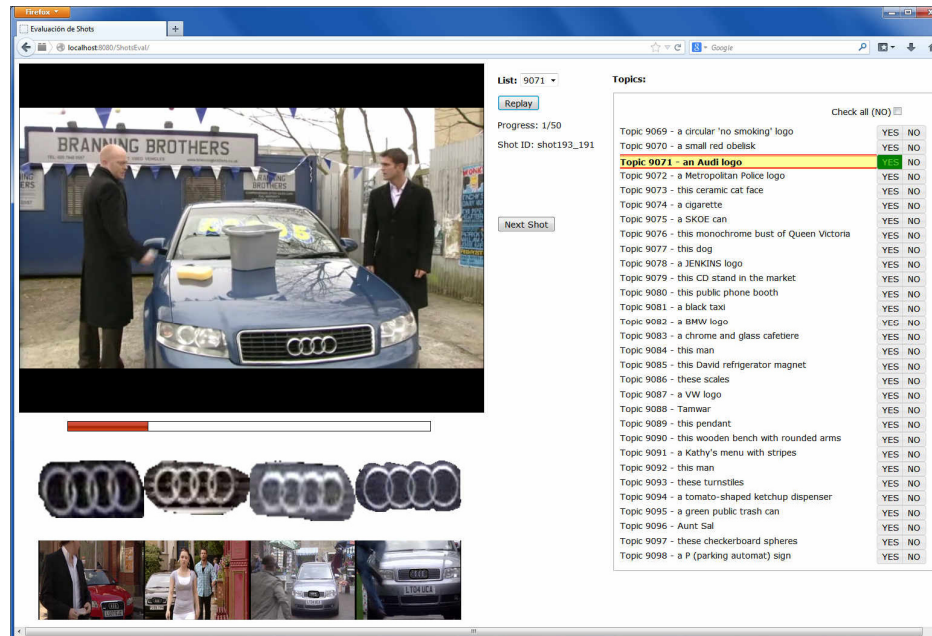 Firefox
Evaluación de Shots
localhost:8080/ShotsEval/
Google
BRANNING BROTHERS
BRANNING
BROTHERS
LT04 UCA
List: 9071
Replay
Progress: 1/50
Shot ID: shot193_191
Next Shot
Topics:
Check all (NO)
Topic 9069 - a circular 'no smoking' logo YES NO
Topic 9070 - a small red obelisk YES NO
Topic 9071 - an Audi logo YES NO
Topic 9072 - a Metropolitan Police logo YES NO
Topic 9073 - this ceramic cat face YES NO
Topic 9074 - a cigarette YES NO
Topic 9075 - a SKOE can YES NO
Topic 9076 - this monochrome bust of Queen Victoria YES NO
Topic 9077 - this dog YES NO
Topic 9078 - a JENKINS logo YES NO
Topic 9079 - this CD stand in the market YES NO
Topic 9080 - this public phone booth YES NO
Topic 9081 - a black taxi YES NO
Topic 9082 - a BMW logo YES NO
Topic 9083 - a chrome and glass cafetiere YES NO
Topic 9084 - this man YES NO
Topic 9085 - this David refrigerator magnet YES NO
Topic 9086 - these scales YES NO
Topic 9087 - a VW logo YES NO
Topic 9088 - Tamwar YES NO
Topic 9089 - this pendant YES NO
Topic 9090 - this wooden bench with rounded arms YES NO
Topic 9091 - a Kathy's menu with stripes YES NO
Topic 9092 - this man YES NO
Topic 9093 - these turnstiles YES NO
Topic 9094 - a tomato-shaped ketchup dispenser YES NO
Topic 9095 - a green public trash can YES NO
Topic 9096 - Aunt Sal YES NO
Topic 9097 - these checkerboard spheres YES NO
Topic 9098 - a P (parking automat) sign YES NO